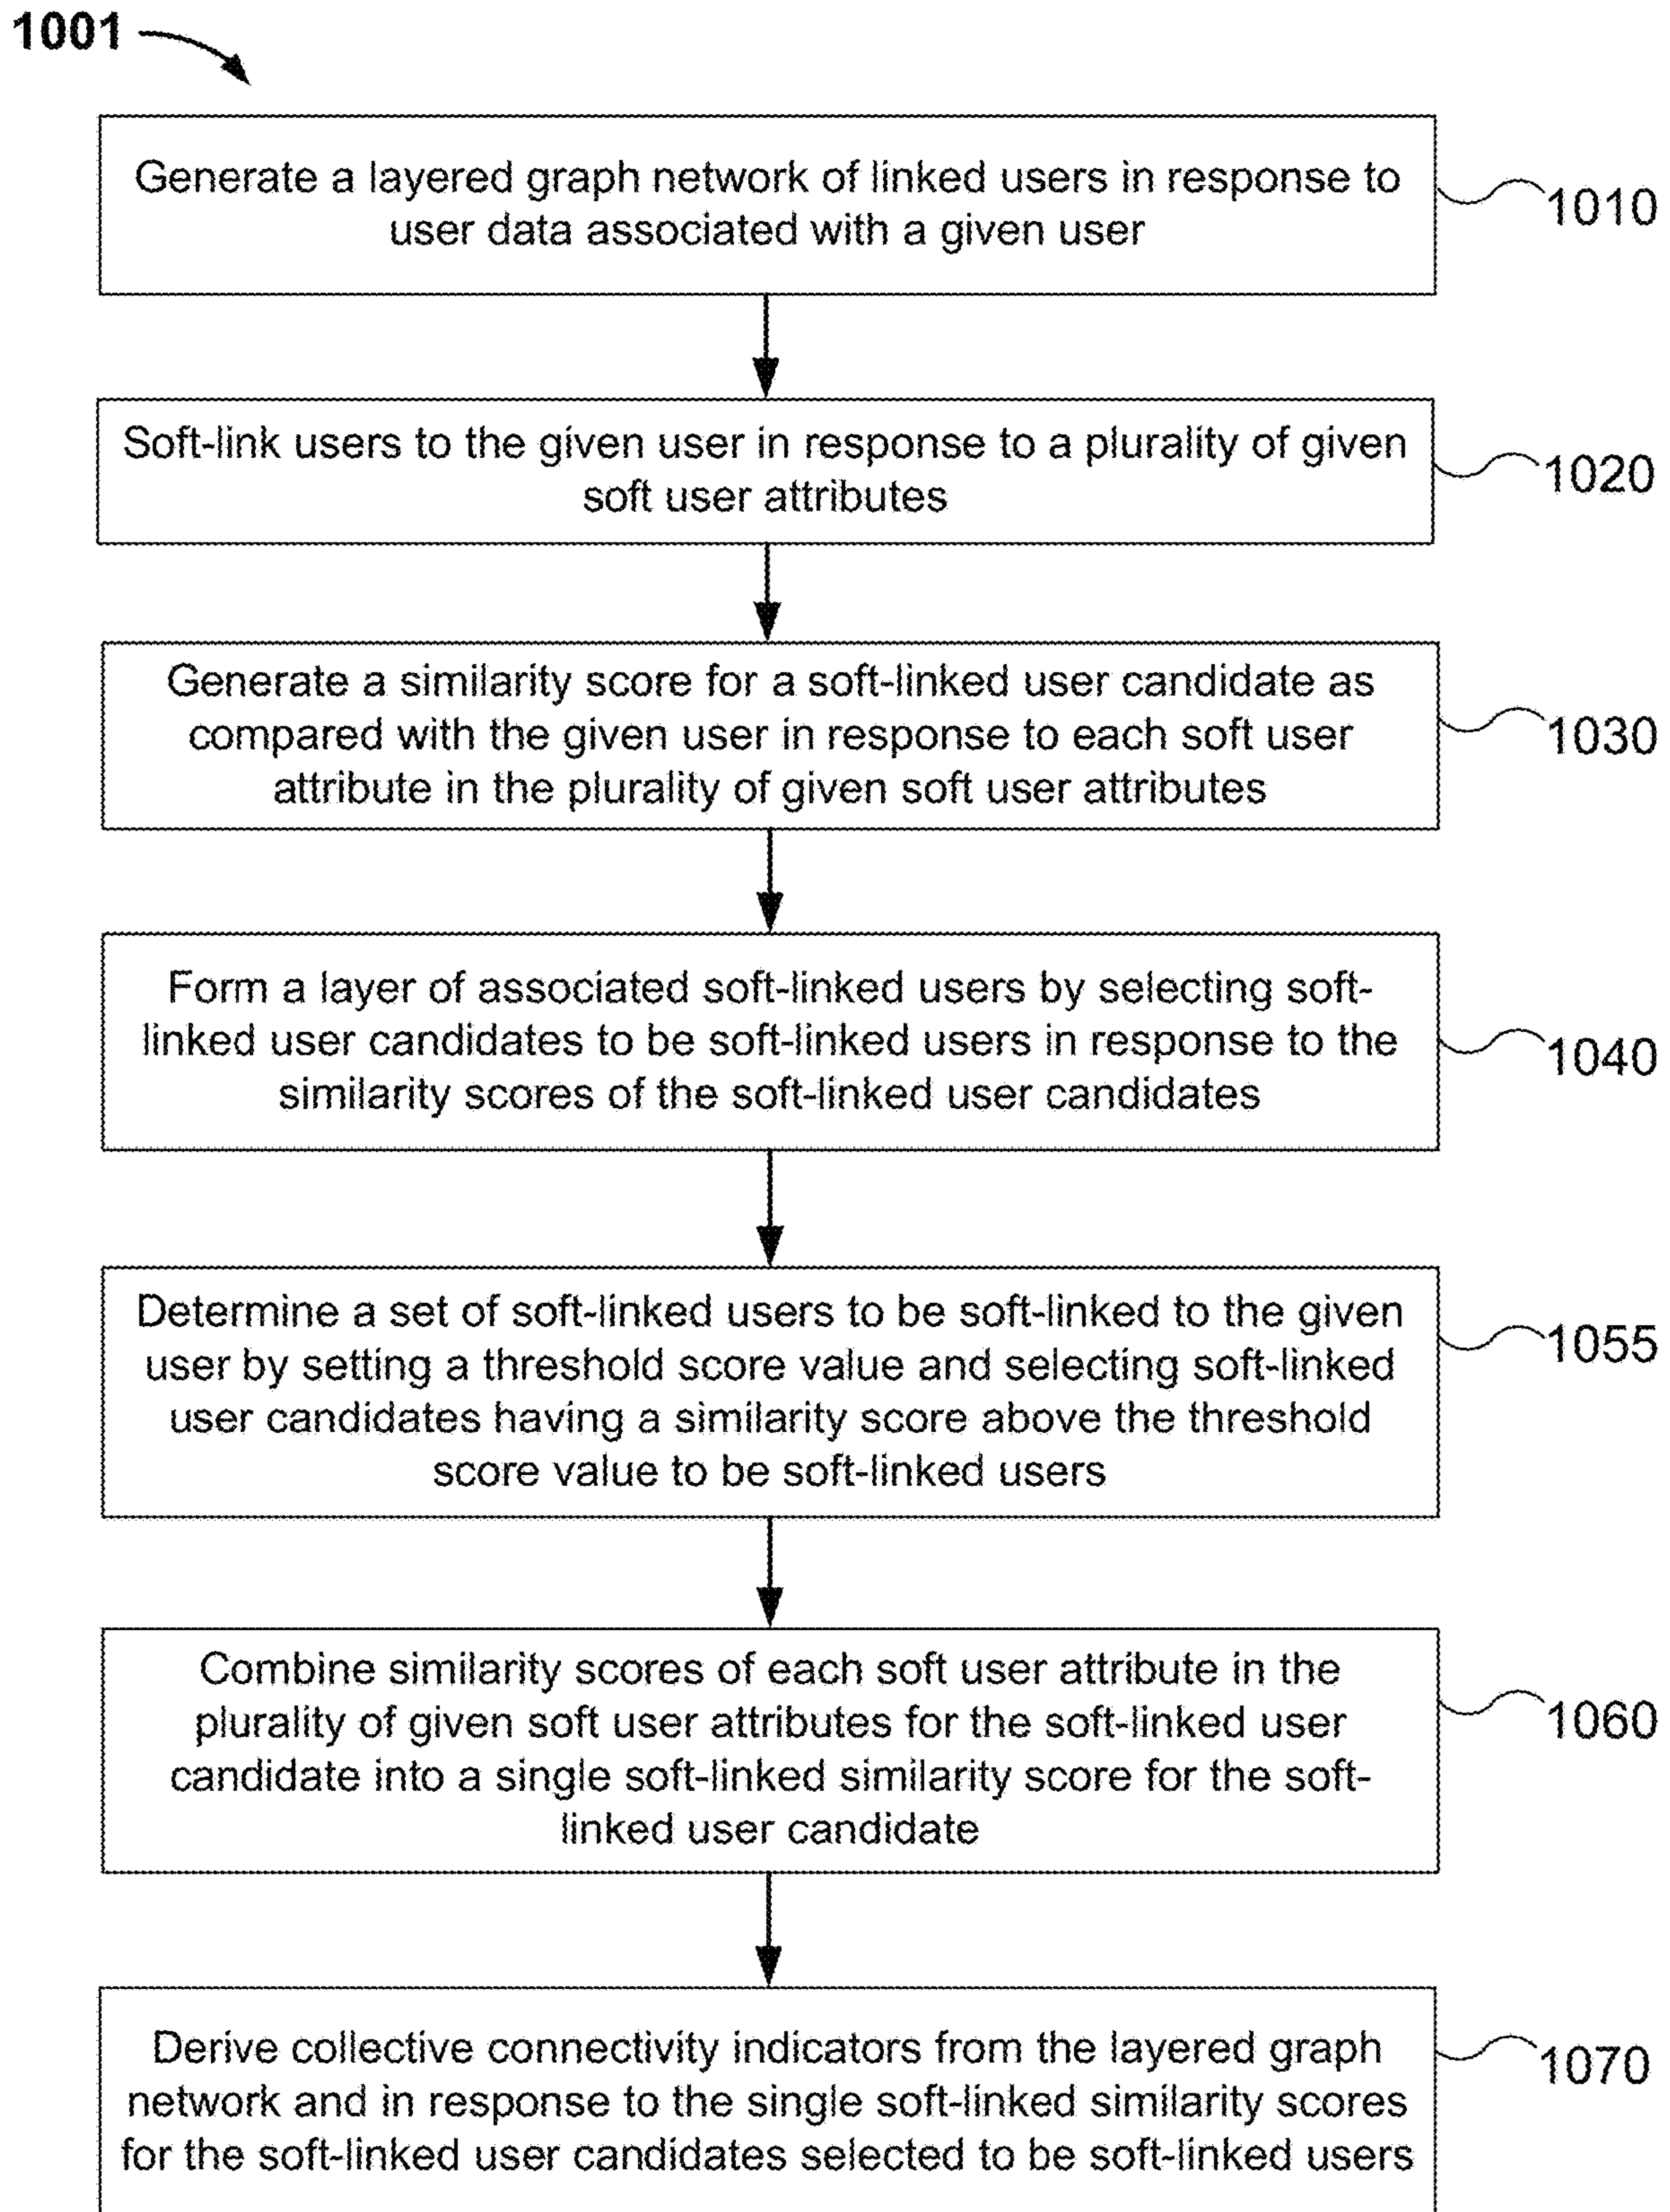 1001
Generate a layered graph network of linked users in response to
user data associated with a given user
1010
Soft-link users to the given user in response to a plurality of given
soft user attributes
1020
Generate a similarity score for a soft-linked user candidate as
compared with the given user in response to each soft user
attribute in the plurality of given soft user attributes
1030
Form a layer of associated soft-linked users by selecting soft-
linked user candidates to be soft-linked users in response to the
similarity scores of the soft-linked user candidates
1040
Determine a set of soft-linked users to be soft-linked to the given
user by setting a threshold score value and selecting soft-linked
user candidates having a similarity score above the threshold
score value to be soft-linked users
1055
Combine similarity scores of each soft user attribute in the
plurality of given soft user attributes for the soft-linked user
candidate into a single soft-linked similarity score for the soft-
linked user candidate
1060
Derive collective connectivity indicators from the layered graph
network and in response to the single soft-linked similarity scores
for the soft-linked user candidates selected to be soft-linked users
1070